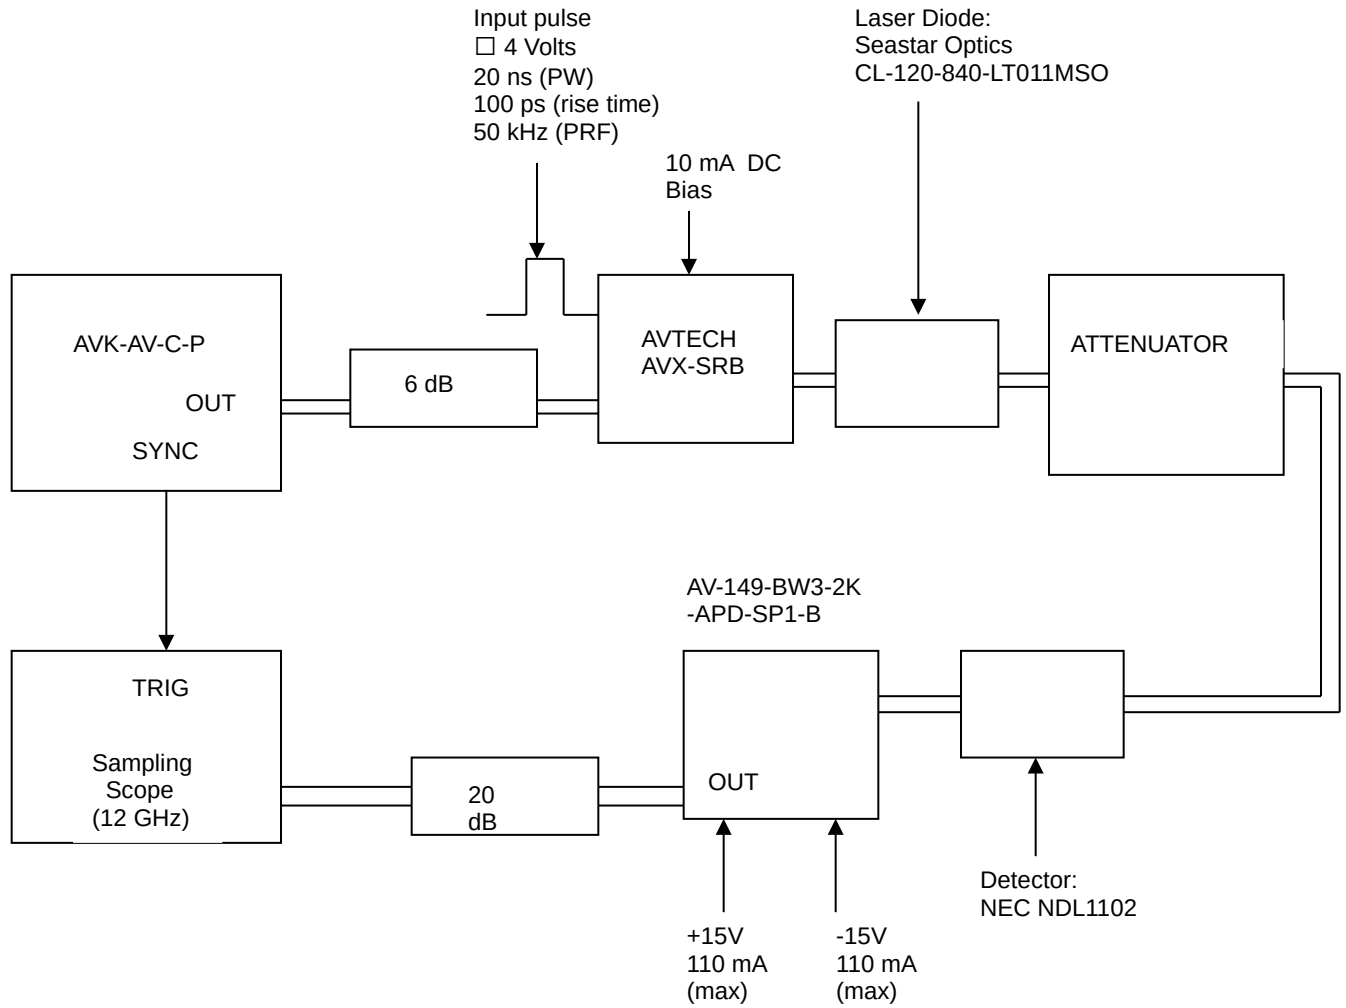 Input pulse
□ 4 Volts
20 ns (PW)
100 ps (rise time)
50 kHz (PRF)
Laser Diode:
Seastar Optics
CL-120-840-LT011MSO
10 mA  DC
Bias
AVK-AV-C-P
OUT
SYNC
6 dB
AVTECH
AVX-SRB
ATTENUATOR
AV-149-BW3-2K
-APD-SP1-B
TRIG
Sampling
Scope
(12 GHz)
20
dB
OUT
Detector:
NEC NDL1102
+15V
110 mA
(max)
-15V
110 mA
(max)